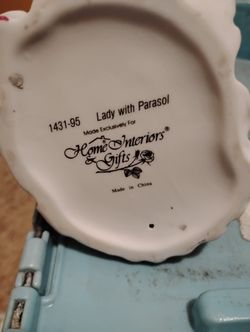 1431-95 Lady with Parasol
Made Exclusively For
Home Interiors®
& Gifts
Made in China